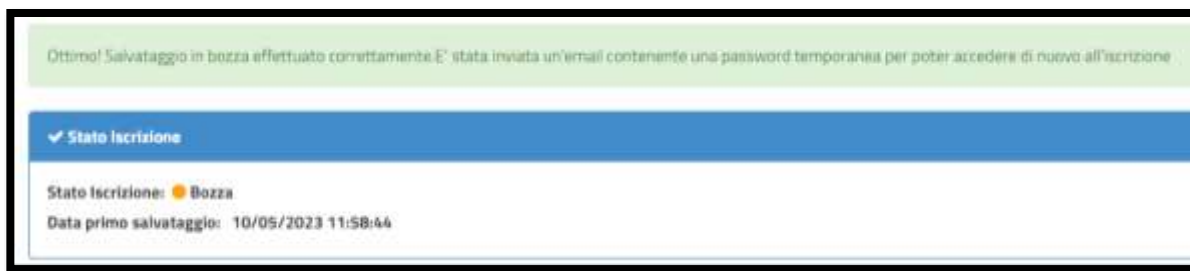 Ottimo! Salvataggio in bozza effettuato correttamente.E' stata inviata un'email contenente una password temporanea per poter accedere di nuovo all'iscrizione
Stato Iscrizione
Stato Iscrizione: Bozza
Data primo salvataggio: 10/05/2023 11:58:44